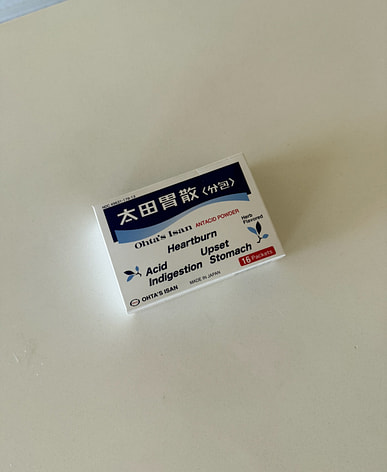 太田胃散〈分包〉
Ohta's Isan ANTACID POWDER
Herb
Flavored
Heartburn
Upset
Stomach
Acid
Indigestion
16 Packets
OHTA'S ISAN
MADE IN JAPAN